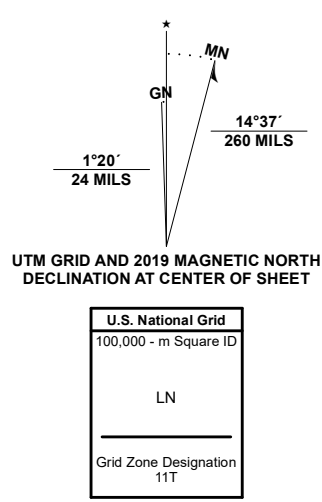 ★
MN
GN
14°37´
260 MILS
1°20´
24 MILS
UTM GRID AND 2019 MAGNETIC NORTH
DECLINATION AT CENTER OF SHEET
U.S. National Grid
100,000 - m Square ID
LN
Grid Zone Designation
11T